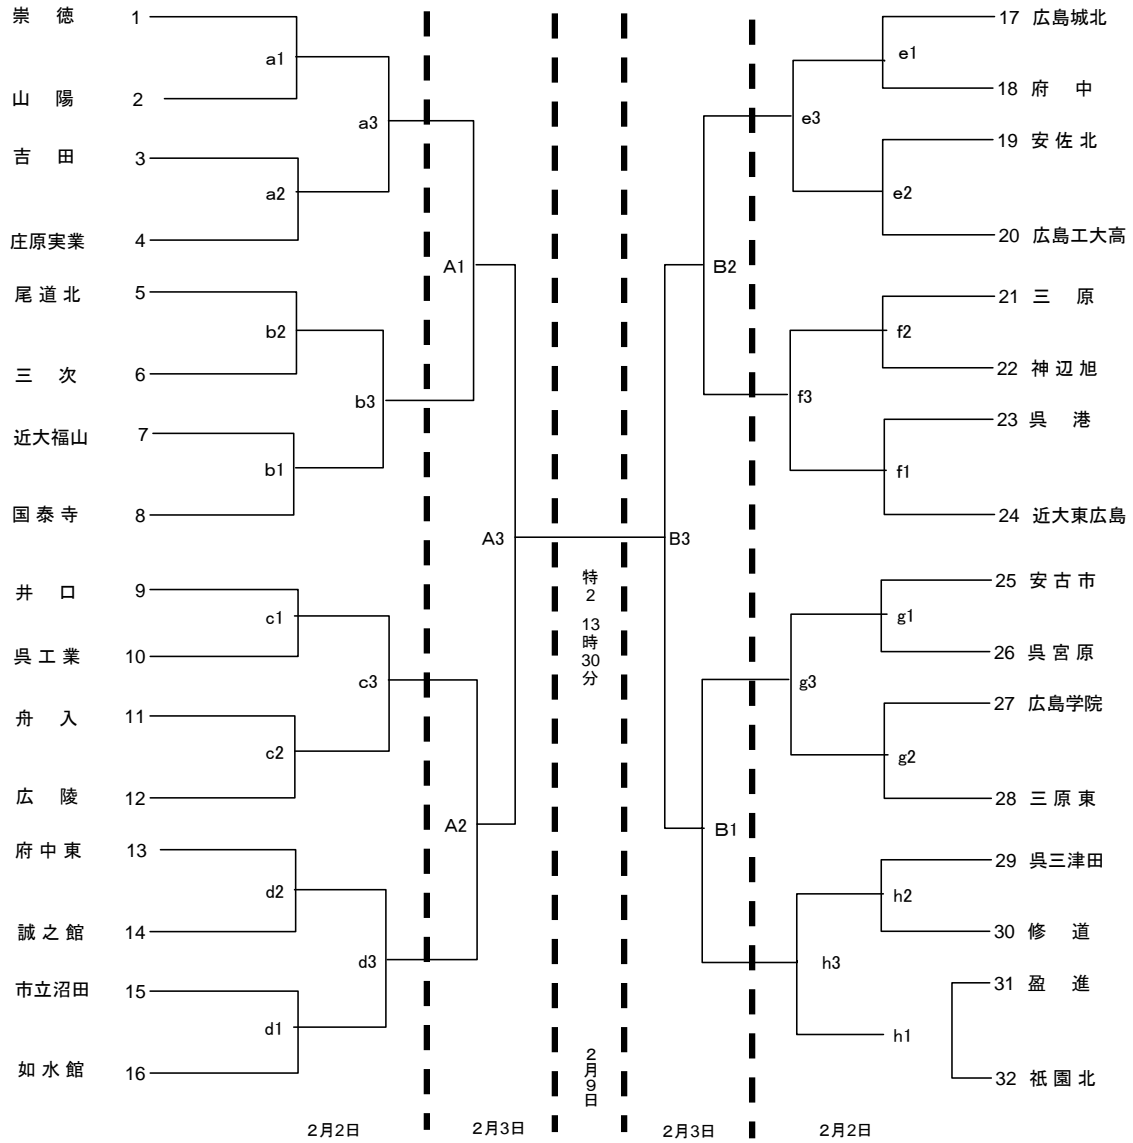 崇徳 1
a1
山陽 2
a3
吉田 3
a2
庄原実業 4
A1
尾道北 5
b2
三次 6
b3
近大福山 7
b1
国泰寺 8
A3
井口 9
c1
呉工業 10
c3
舟入 11
c2
広陵 12
A2
府中東 13
d2
誠之館 14
d3
市立沼田 15
d1
如水館 16
2月2日
2月3日
特2 13時30分
2月9日
17 広島城北
e1
18 府中
e3
19 安佐北
e2
20 広島工大高
B2
21 三原
f2
22 神辺旭
f3
23 呉港
f1
24 近大東広島
B3
25 安古市
g1
26 呉宮原
g3
27 広島学院
g2
28 三原東
B1
29 呉三津田
h2
30 修道
h3
31 盈進
h1
32 祇園北
2月3日
2月2日